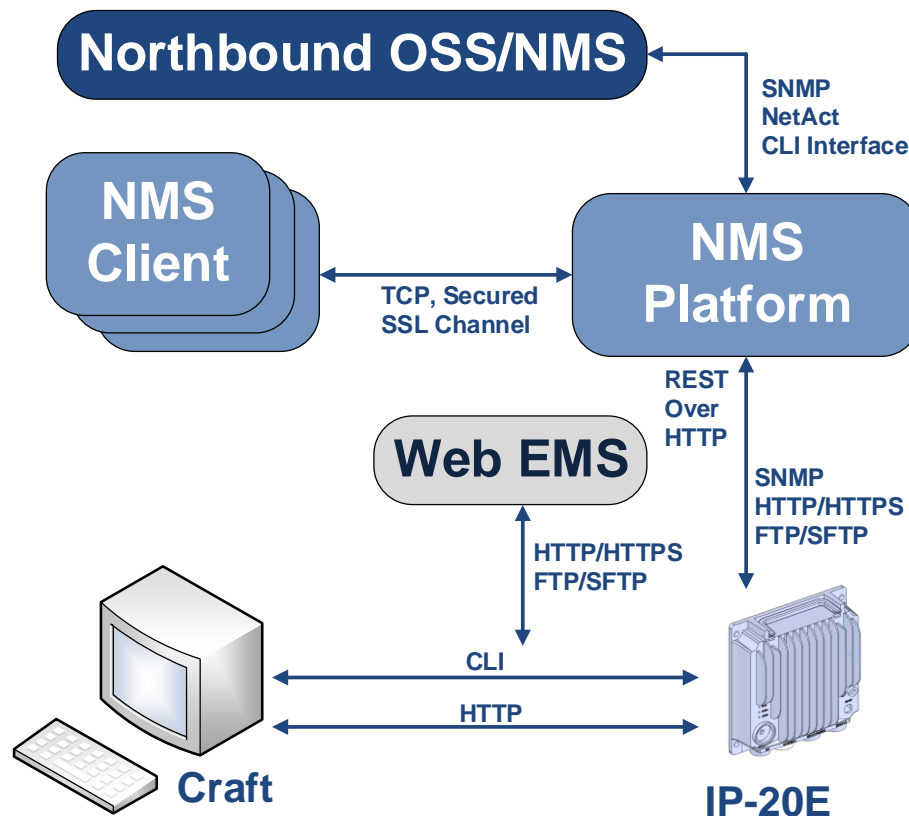 Northbound OSS/NMS
SNMP
NetAct
CLI Interface
NMS
Client
NMS
Platform
TCP, Secured
SSL Channel
REST
Over
HTTP
Web EMS
SNMP
HTTP/HTTPS
FTP/SFTP
HTTP/HTTPS
FTP/SFTP
CLI
HTTP
Craft
IP-20E